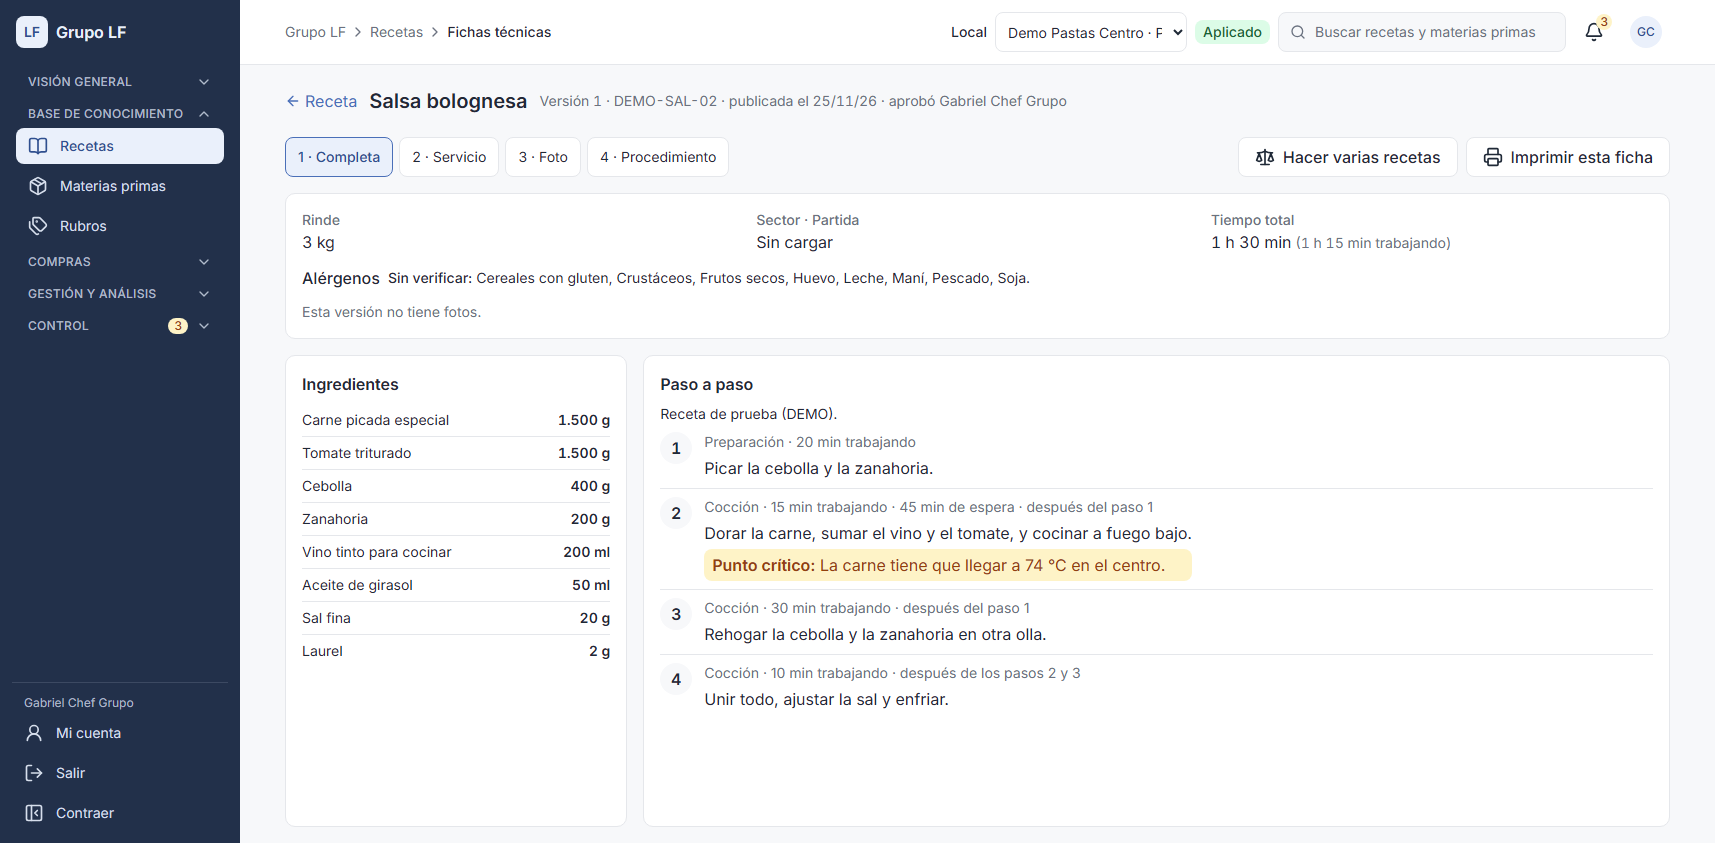 LF Grupo LF
VISIÓN GENERAL
BASE DE CONOCIMIENTO
Recetas
Materias primas
Rubros
COMPRAS
GESTIÓN Y ANÁLISIS
CONTROL 3
Gabriel Chef Grupo
Mi cuenta
Salir
Contraer
Grupo LF > Recetas > Fichas técnicas
Local Demo Pastas Centro · P Aplicado Buscar recetas y materias primas 3 GC
← Receta Salsa bolognesa Versión 1 · DEMO-SAL-02 · publicada el 25/11/26 · aprobó Gabriel Chef Grupo
1 · Completa 2 · Servicio 3 · Foto 4 · Procedimiento Hacer varias recetas Imprimir esta ficha
Rinde Sector · Partida Tiempo total
3 kg Sin cargar 1 h 30 min (1 h 15 min trabajando)
Alérgenos Sin verificar: Cereales con gluten, Crustáceos, Frutos secos, Huevo, Leche, Maní, Pescado, Soja.
Esta versión no tiene fotos.
Ingredientes
Carne picada especial 1.500 g
Tomate triturado 1.500 g
Cebolla 400 g
Zanahoria 200 g
Vino tinto para cocinar 200 ml
Aceite de girasol 50 ml
Sal fina 20 g
Laurel 2 g
Paso a paso
Receta de prueba (DEMO).
1 Preparación · 20 min trabajando
Picar la cebolla y la zanahoria.
2 Cocción · 15 min trabajando · 45 min de espera · después del paso 1
Dorar la carne, sumar el vino y el tomate, y cocinar a fuego bajo.
Punto crítico: La carne tiene que llegar a 74 °C en el centro.
3 Cocción · 30 min trabajando · después del paso 1
Rehogar la cebolla y la zanahoria en otra olla.
4 Cocción · 10 min trabajando · después de los pasos 2 y 3
Unir todo, ajustar la sal y enfriar.